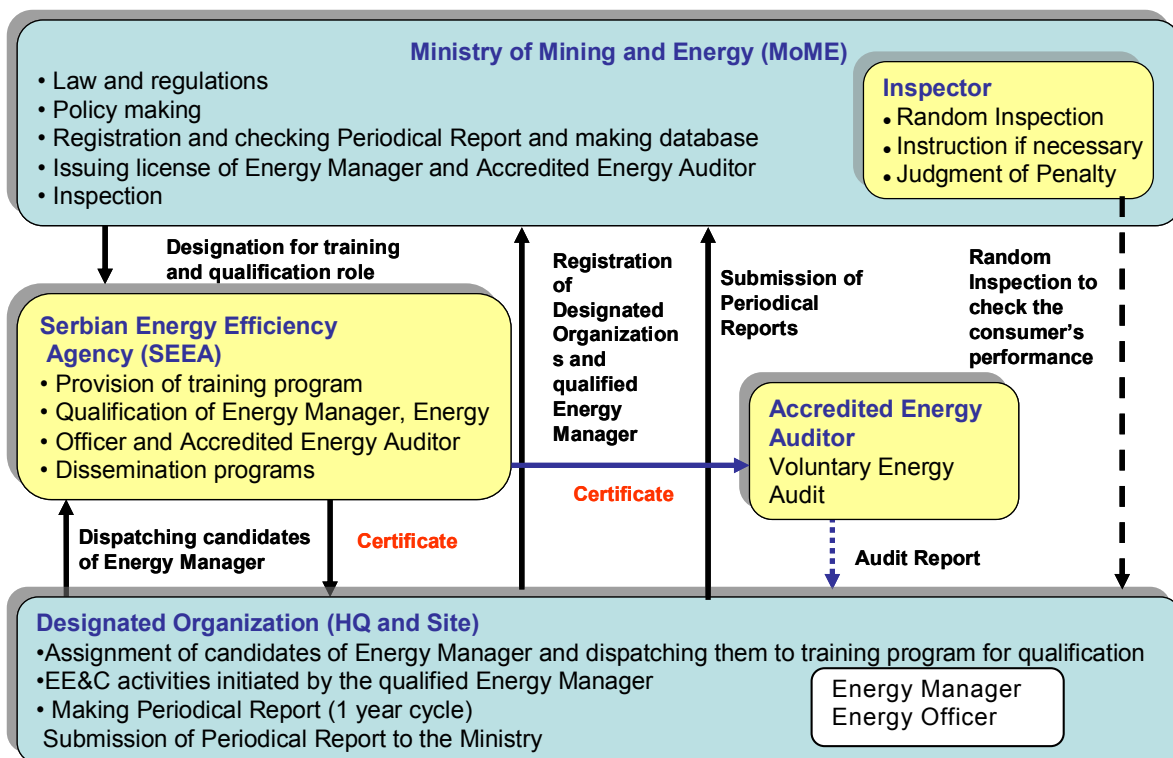 Ministry of Mining and Energy (MoME)
• Law and regulations
• Policy making
• Registration and checking Periodical Report and making database
• Issuing license of Energy Manager and Accredited Energy Auditor
• Inspection
Inspector
• Random Inspection
• Instruction if necessary
• Judgment of Penalty
Designation for training
and qualification role
Registration
of
Designated
Organization
s and
qualified
Energy
Manager
Submission of
Periodical
Reports
Random
Inspection to
check the
consumer’s
performance
Serbian Energy Efficiency
Agency (SEEA)
• Provision of training program
• Qualification of Energy Manager, Energy
• Officer and Accredited Energy Auditor
• Dissemination programs
Accredited Energy
Auditor
Voluntary Energy
Audit
Certificate
Dispatching candidates
of Energy Manager
Certificate
Audit Report
Designated Organization (HQ and Site)
•Assignment of candidates of Energy Manager and dispatching them to training program for qualification
•EE&C activities initiated by the qualified Energy Manager
• Making Periodical Report (1 year cycle)
Submission of Periodical Report to the Ministry
Energy Manager
Energy Officer